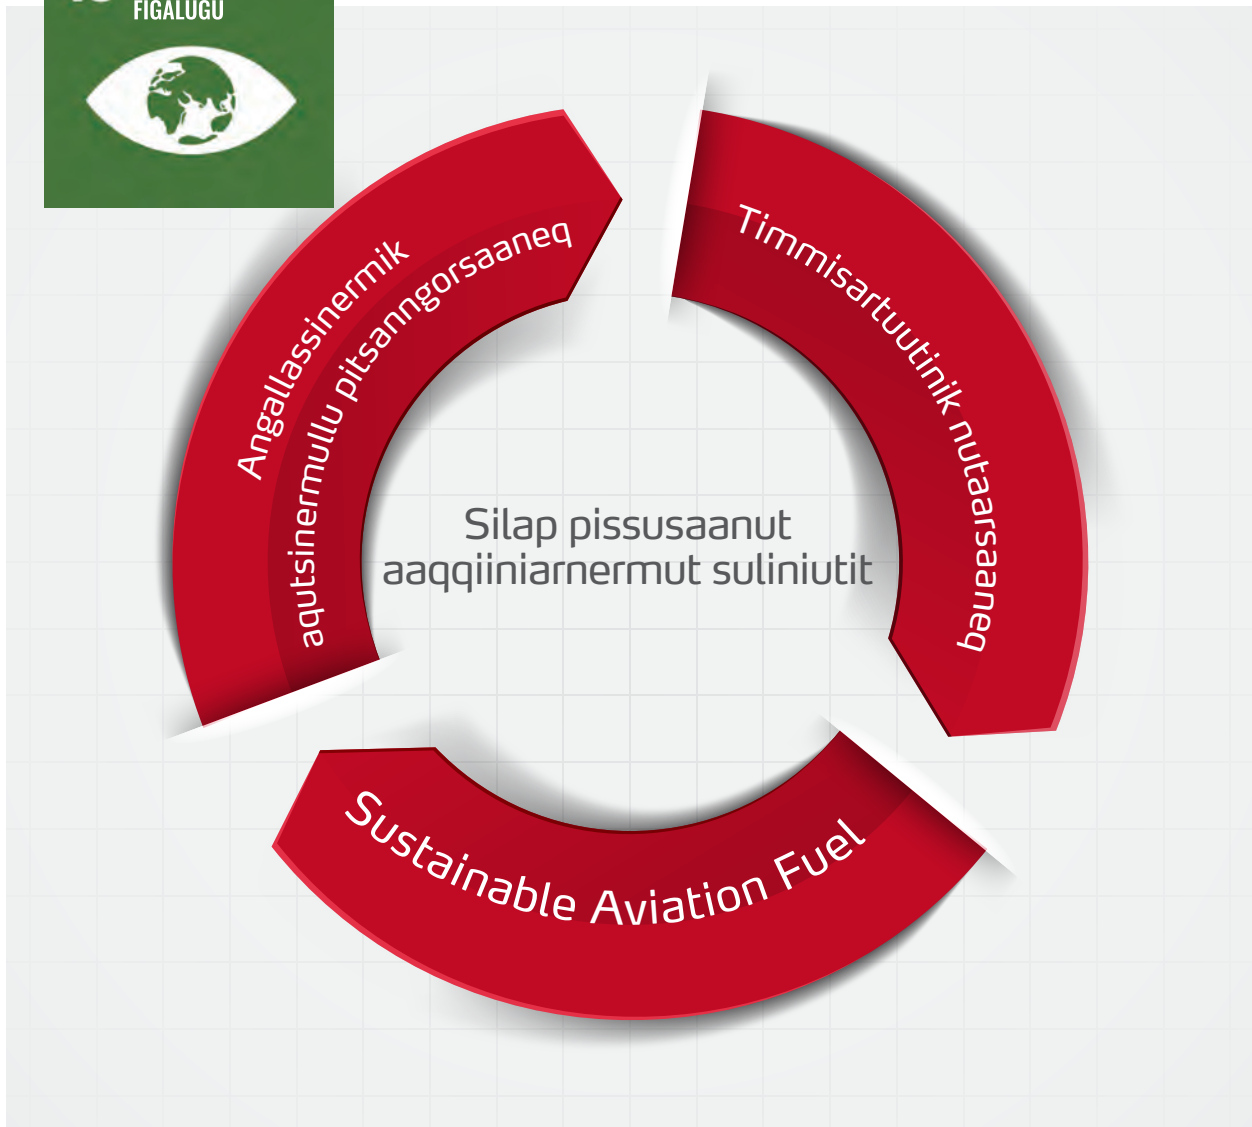 FIGALUGU
Angallassinermik
aqutsinermullu pitsanngorsaaneq
Timmisartuutinik nutaarsaaneq
Silap pissusaanut
aaqqiiniarnermut suliniutit
Sustainable Aviation Fuel